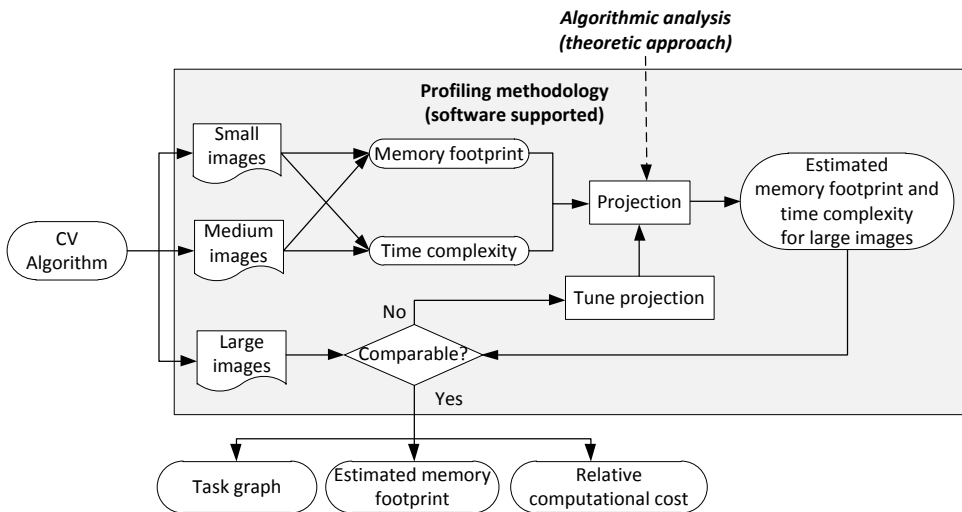 Algorithmic analysis
(theoretic approach)
Profiling methodology
(software supported)
Small
images
Memory footprint
Estimated
memory footprint and
time complexity
for large images
Projection
CV
Algorithm
Medium
images
Time complexity
Tune projection
No
Large
images
Comparable?
Yes
Task graph
Estimated memory
footprint
Relative
computational cost